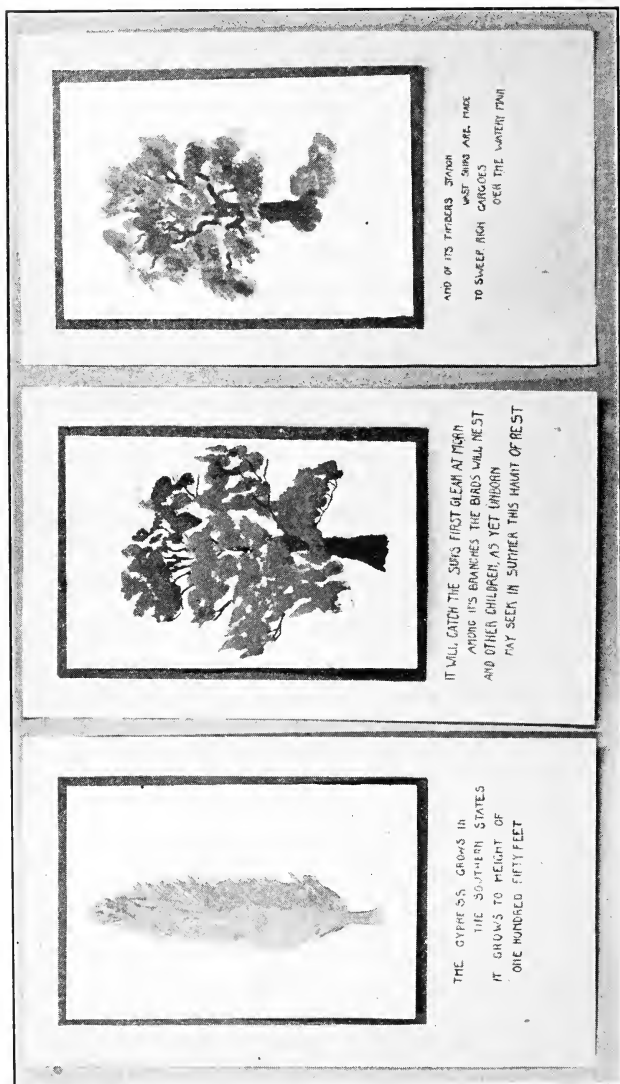 THE CYPRESS GROWS IN
THE SOUTHERN STATES
IT GROWS TO HEIGHT OF
ONE HUNDRED FIFTY FEET
IT WILL CATCH THE SUNS FIRST GLEAM AT MORN
AMONG IT'S BRANCHES THE BIRDS WILL NEST
AND OTHER CHILDREN, AS YET UNBORN
MAY SEEK IN SUMMER THIS HAUNT OF REST
AND OF ITS TIMBERS STANCH
VAST SHIPS ARE MADE
TO SWEEP RICH CARGOES
O'ER THE WATERY MAIN